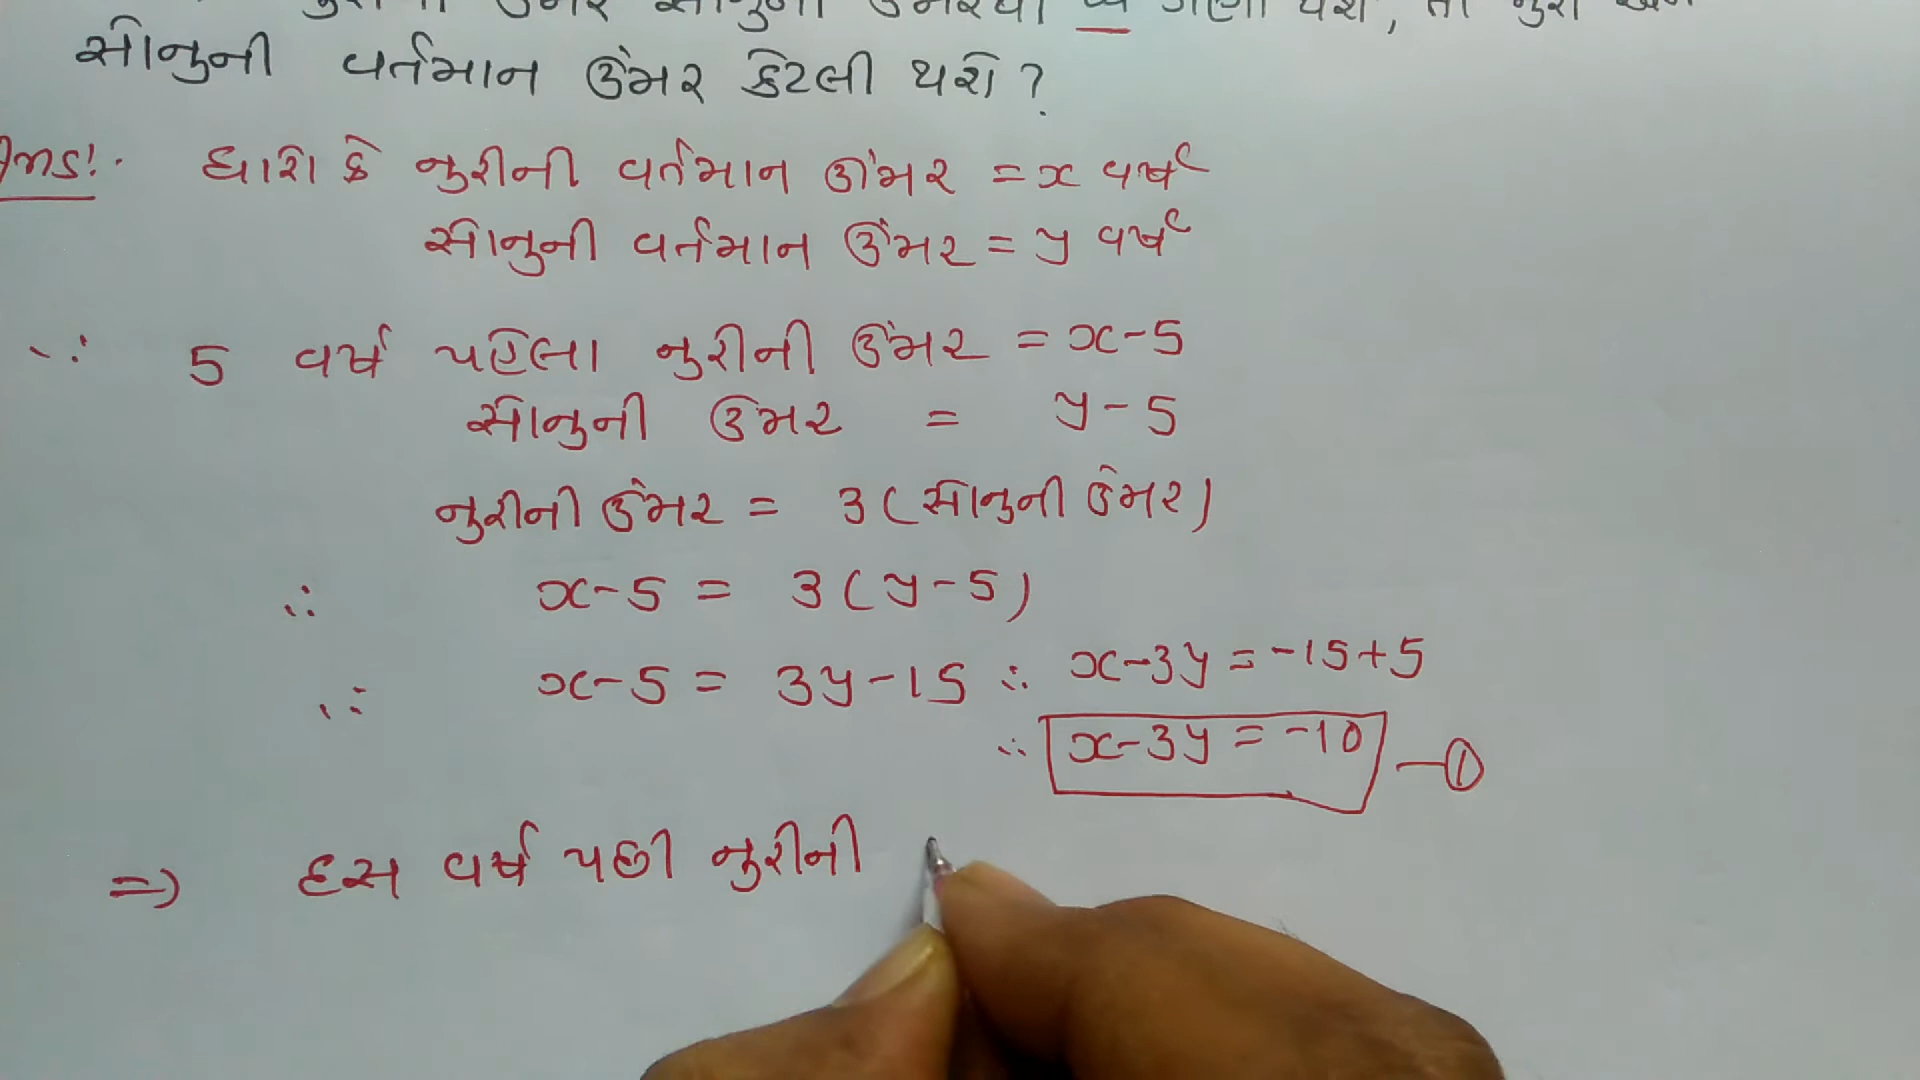 સોનુની વર્તમાન ઉંમર કેટલી થશે ?
ધારો કે નુરીની વર્તમાન ઉંમર = x વર્ષ
સોનુની વર્તમાન ઉંમર = y વર્ષ
∵ 5 વર્ષ પહેલા નુરીની ઉંમર = x-5
સોનુની ઉંમર = y-5
નુરીની ઉંમર = 3 (સોનુની ઉંમર)
∴ x-5 = 3(y-5)
∴ x-5 = 3y-15 ∴ x-3y = -15+5
∴ x-3y = -10 —①
⇒ દસ વર્ષ પછી નુરીની